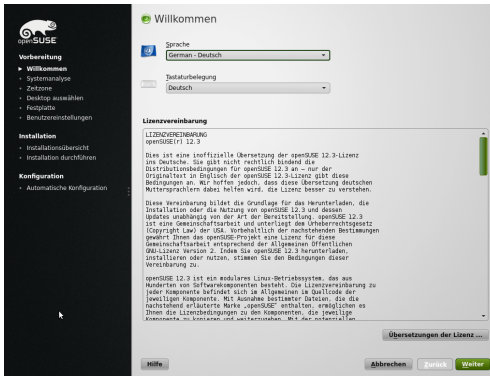 openSUSE
Vorbereitung
Willkommen
Systemanalyse
Zeitzone
Desktop auswählen
Festplatte
Benutzereinstellungen
Installation
Installationsübersicht
Installation durchführen
Konfiguration
Automatische Konfiguration
Willkommen
Sprache
German - Deutsch
Tastaturbelegung
Deutsch
Lizenzvereinbarung
LIZENZVEREINBARUNG
openSUSE(r) 12.3
Dies ist eine inoffizielle Übersetzung der openSUSE 12.3-Lizenz
ins Deutsche. Sie gibt nicht rechtlich bindend die
Distributionsbedingungen für openSUSE 12.3 an – nur der
Originaltext in Englisch der openSUSE 12.3-Lizenz gibt diese
Bedingungen an. Wir hoffen jedoch, dass diese Übersetzung deutschen
Muttersprachlern dabei helfen wird, die Lizenz besser zu verstehen.
Diese Vereinbarung bildet die Grundlage für das Herunterladen, die
Installation oder die Nutzung von openSUSE 12.3 und dessen
Updates unabhängig von der Art der Bereitstellung. openSUSE 12.3
ist eine Gemeinschaftsarbeit und unterliegt dem Urheberrechtsgesetz
(Copyright Law) der USA. Vorbehaltlich der nachstehenden Bestimmungen
gewährt Ihnen das openSUSE-Projekt eine Lizenz für diese
Gemeinschaftsarbeit entsprechend der Allgemeinen Öffentlichen
GNU-Lizenz Version 2. Indem Sie openSUSE 12.3 herunterladen,
installieren oder nutzen, stimmen Sie den Bedingungen dieser
Vereinbarung zu.
openSUSE 12.3 ist ein modulares Linux-Betriebssystem, das aus
Hunderten von Softwarekomponenten besteht. Die Lizenzvereinbarung zu
jeder Komponente befindet sich im Allgemeinen im Quellcode der
jeweiligen Komponente. Mit Ausnahme bestimmter Dateien, die die
nachstehend erläuterte Marke „openSUSE" enthalten, ermöglichen es
Ihnen die Lizenzbedingungen zu den Komponenten, die jeweilige
Komponente zu kopieren und weiterzugeben. Mit der potenziellen
Übersetzungen der Lizenz ...
Hilfe
Abbrechen
Zurück
Weiter